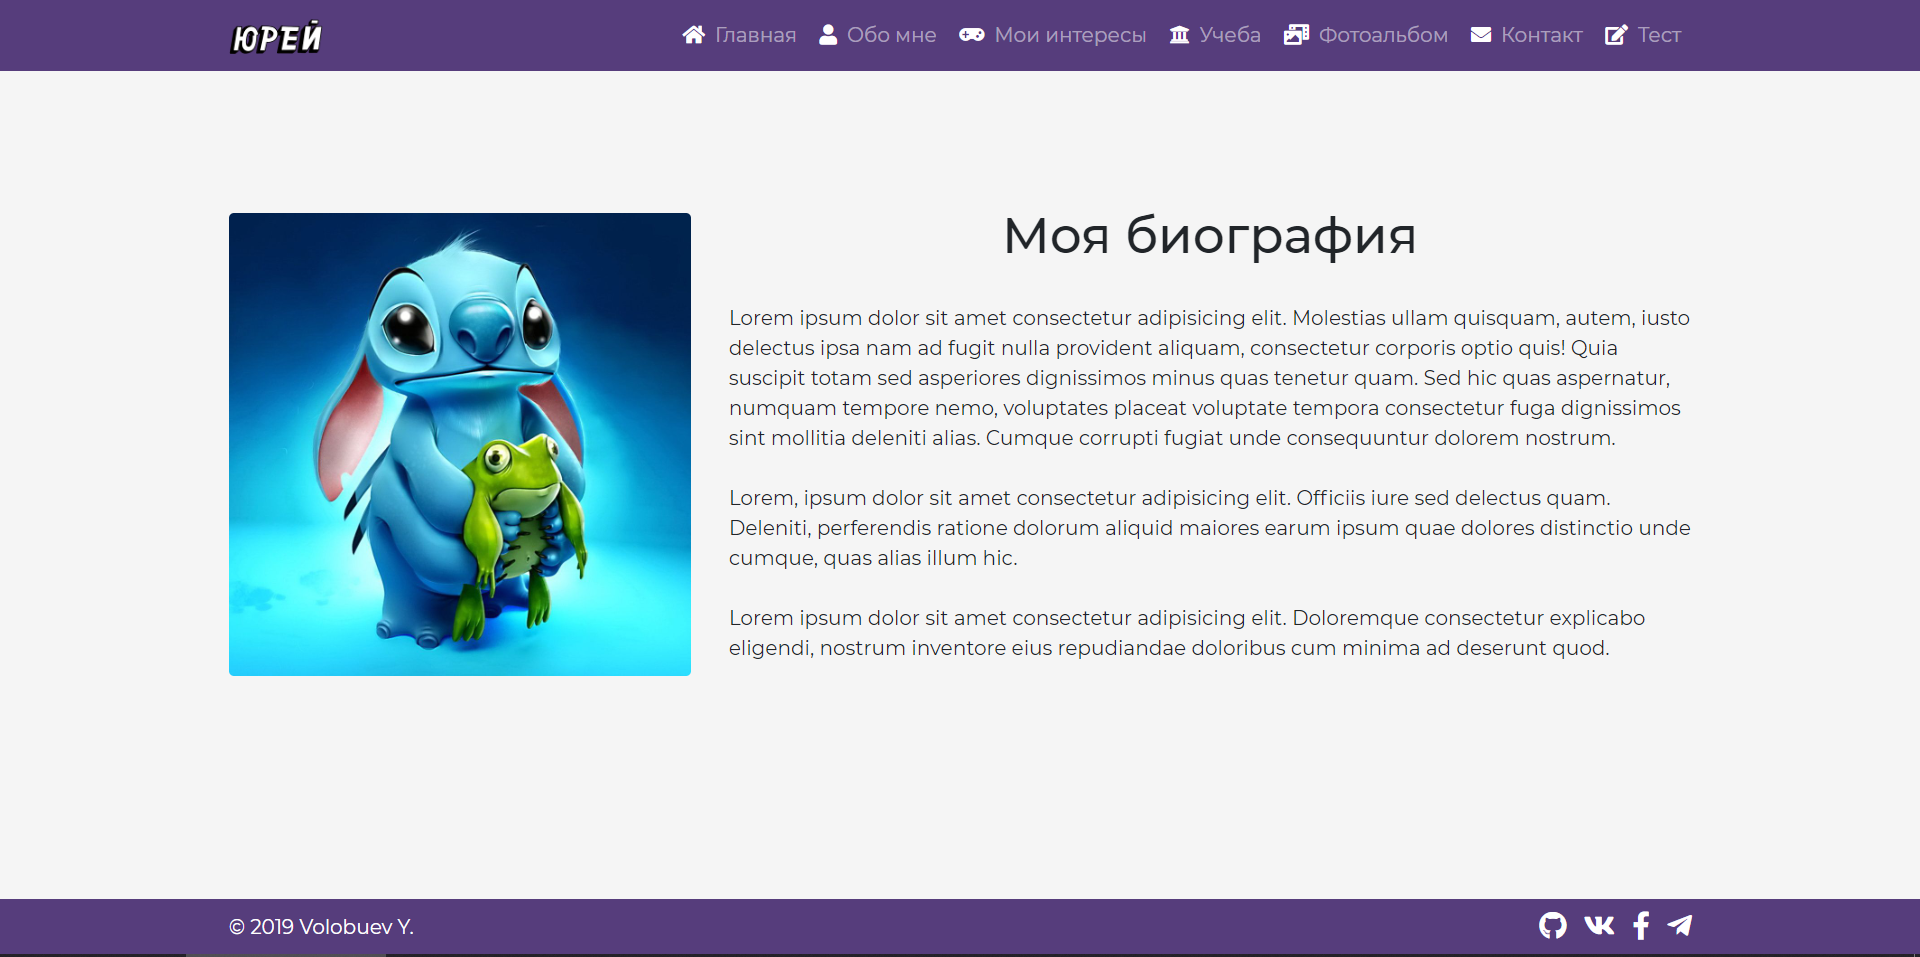 ЮРЕЙ
Главная Обо мне Мои интересы Учеба Фотоальбом Контакт Тест
Моя биография
Lorem ipsum dolor sit amet consectetur adipisicing elit. Molestias ullam quisquam, autem, iusto
delectus ipsa nam ad fugit nulla provident aliquam, consectetur corporis optio quis! Quia
suscipit totam sed asperiores dignissimos minus quas tenetur quam. Sed hic quas aspernatur,
numquam tempore nemo, voluptates placeat voluptate tempora consectetur fuga dignissimos
sint mollitia deleniti alias. Cumque corrupti fugiat unde consequuntur dolorem nostrum.
Lorem, ipsum dolor sit amet consectetur adipisicing elit. Officiis iure sed delectus quam.
Deleniti, perferendis ratione dolorum aliquid maiores earum ipsum quae dolores distinctio unde
cumque, quas alias illum hic.
Lorem ipsum dolor sit amet consectetur adipisicing elit. Doloremque consectetur explicabo
eligendi, nostrum inventore eius repudiandae doloribus cum minima ad deserunt quod.
© 2019 Volobuev Y.